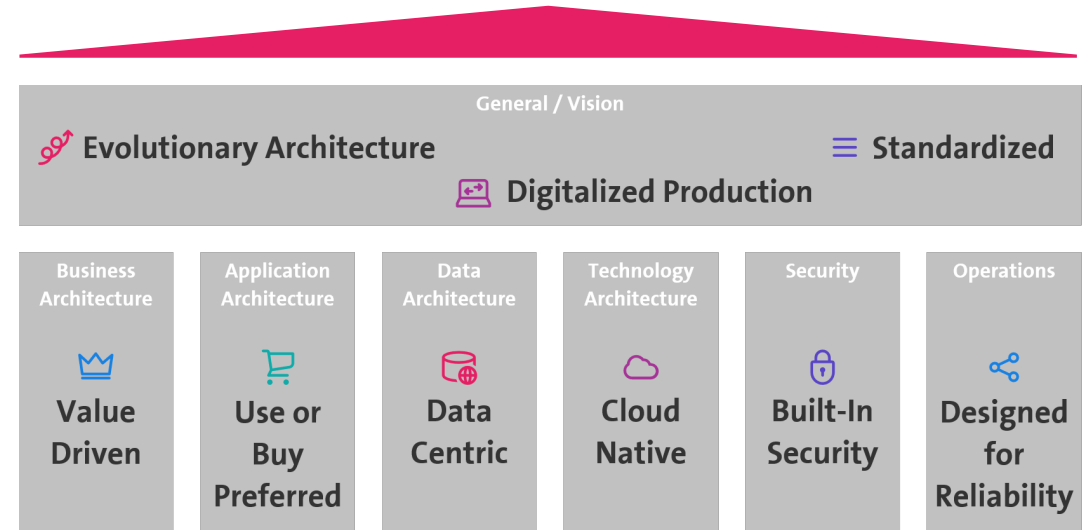 General / Vision
Evolutionary Architecture
Standardized
Digitalized Production
Business
Architecture
Value
Driven
Application
Architecture
Use or
Buy
Preferred
Data
Architecture
Data
Centric
Technology
Architecture
Cloud
Native
Security
Built-In
Security
Operations
Designed
for
Reliability